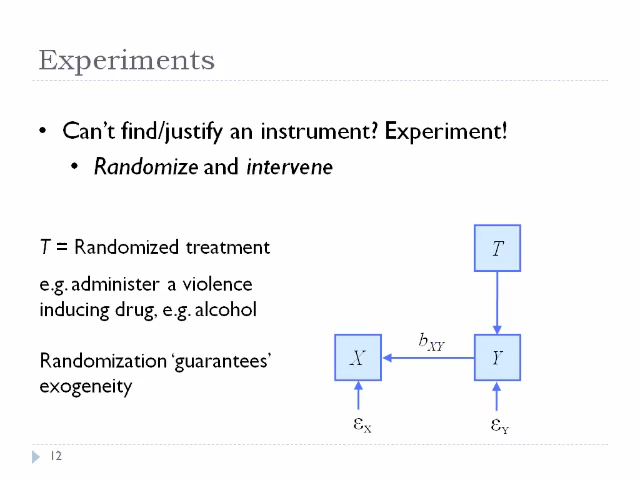 Experiments
• Can't find/justify an instrument? Experiment!
• Randomize and intervene
T = Randomized treatment
e.g. administer a violence
inducing drug, e.g. alcohol
Randomization ‘guarantees’
exogeneity
T
b_XY
X
Y
ε_X
ε_Y
12